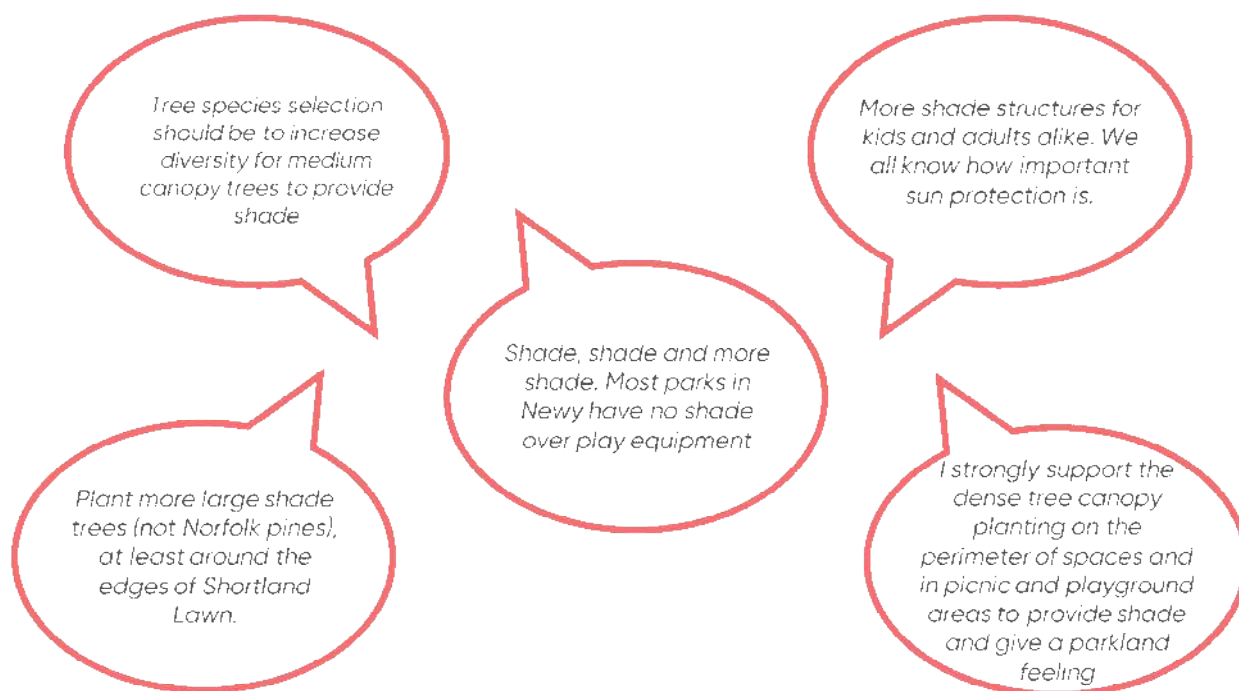 Tree species selection
should be to increase
diversity for medium
canopy trees to provide
shade
More shade structures for
kids and adults alike. We
all know how important
sun protection is.
Shade, shade and more
shade. Most parks in
Newy have no shade
over play equipment
Plant more large shade
trees (not Norfolk pines),
at least around the
edges of Shortland
Lawn.
I strongly support the
dense tree canopy
planting on the
perimeter of spaces and
in picnic and playground
areas to provide shade
and give a parkland
feeling